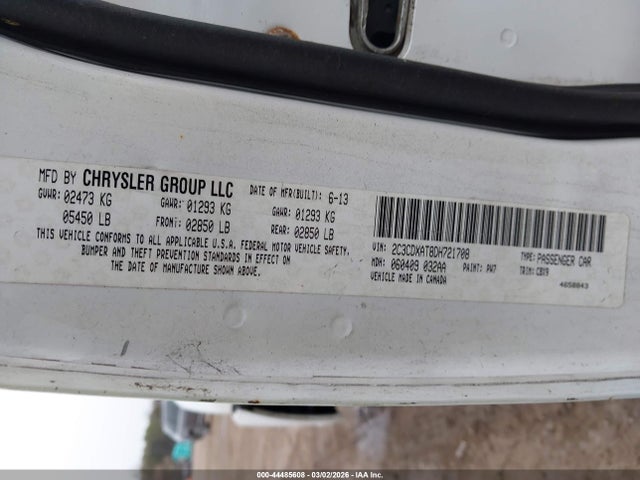 MFD BY CHRYSLER GROUP LLC DATE OF MFR(BUILT): 6-13
GVWR: 02473 KG GAWR: 01293 KG GAWR: 01293 KG
05450 LB FRONT: 02850 LB REAR: 02850 LB
THIS VEHICLE CONFORMS TO ALL APPLICABLE U.S.A. FEDERAL MOTOR VEHICLE SAFETY,
BUMPER AND THEFT PREVENTION STANDARDS IN EFFECT ON
THE DATE OF MANUFACTURE SHOWN ABOVE.
VIN: 2C3CDXAT8DH721708 TYPE: PASSENGER CAR
MDH: 060409 032AA PAINT: PW7 TRIM: CBX9
VEHICLE MADE IN CANADA 4658843
000-44485608 - 03/02/2026 - IAAI.com